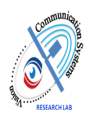 Vision
Communication Systems
RESEARCH LAB